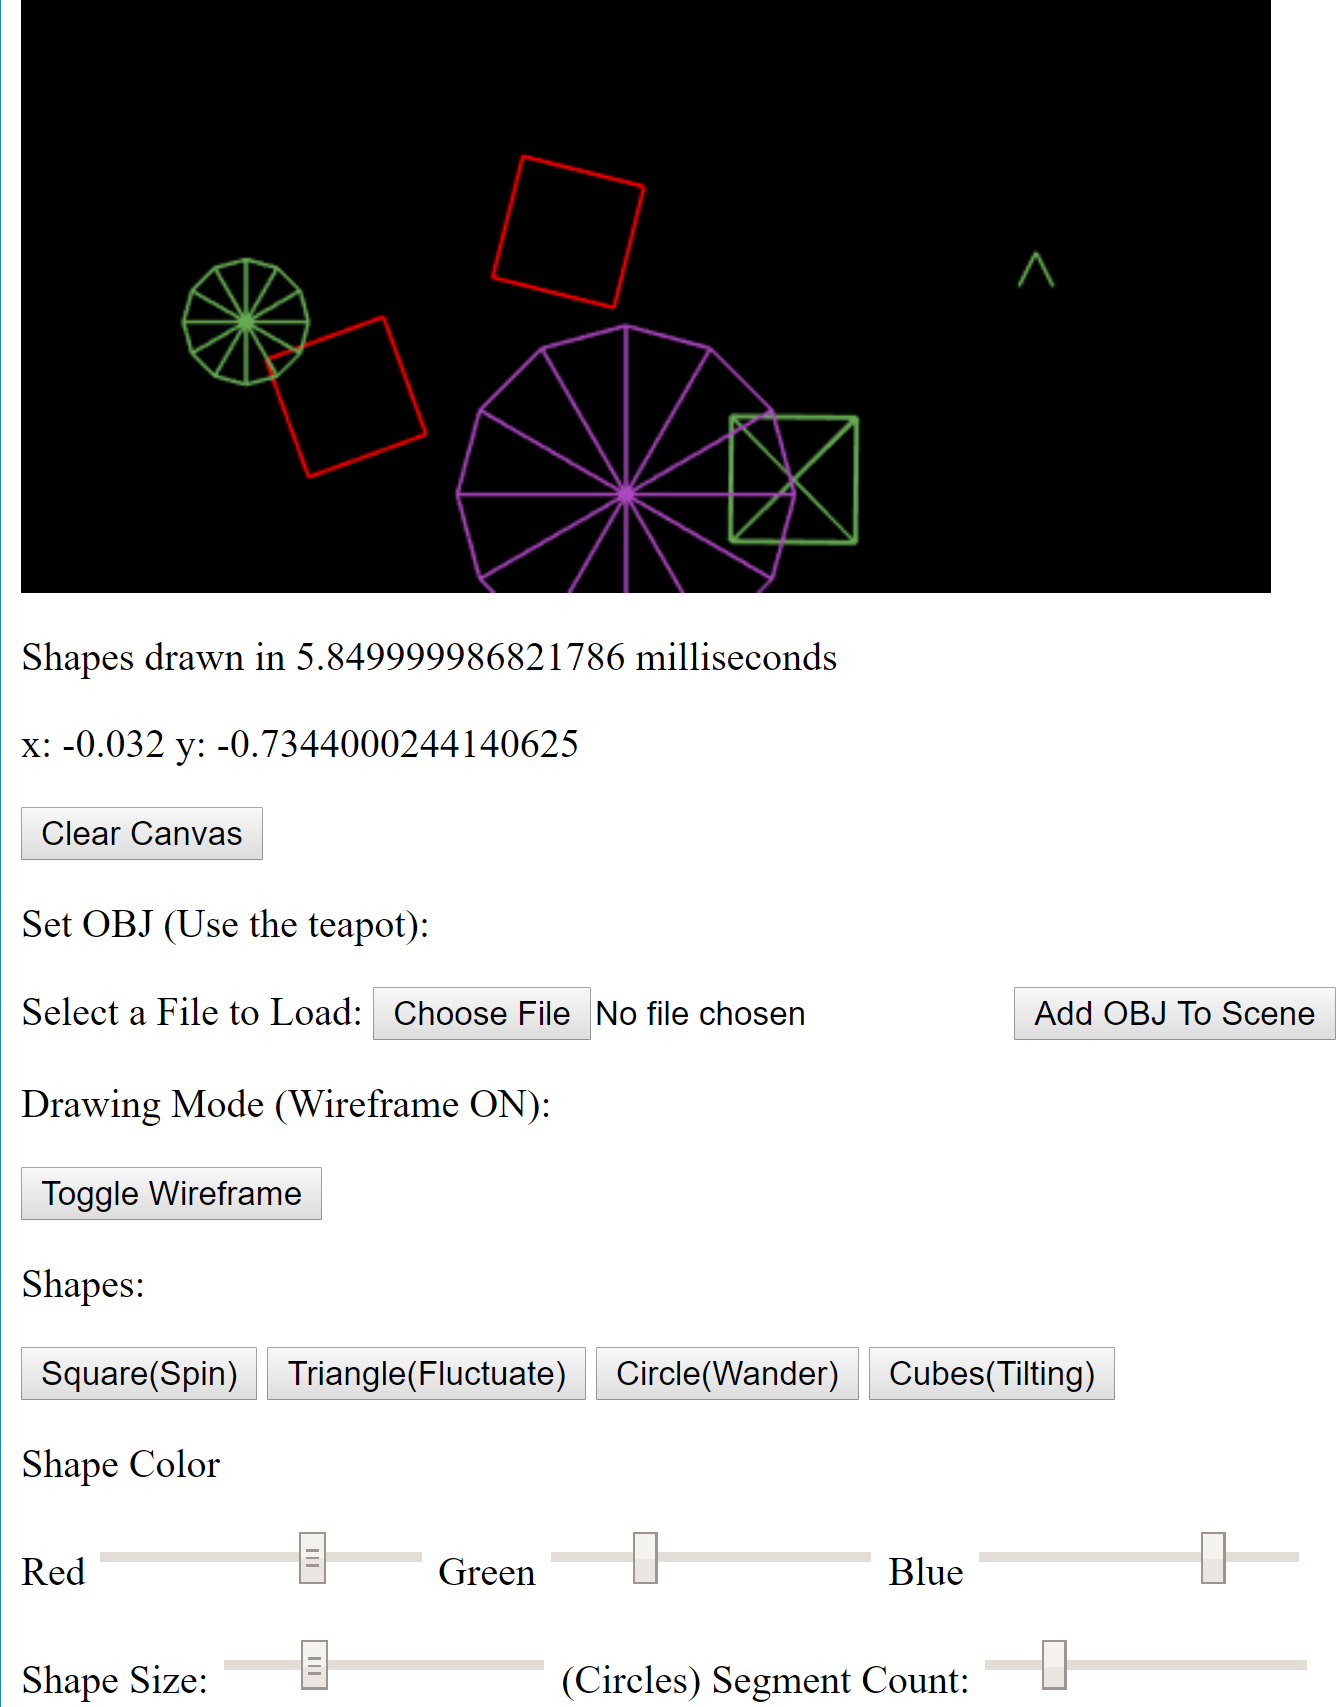 Shapes drawn in 5.849999986821786 milliseconds
x: -0.032 y: -0.7344000244140625
Clear Canvas
Set OBJ (Use the teapot):
Select a File to Load: Choose File No file chosen Add OBJ To Scene
Drawing Mode (Wireframe ON):
Toggle Wireframe
Shapes:
Square(Spin) Triangle(Fluctuate) Circle(Wander) Cubes(Tilting)
Shape Color
Red Green Blue
Shape Size: (Circles) Segment Count: